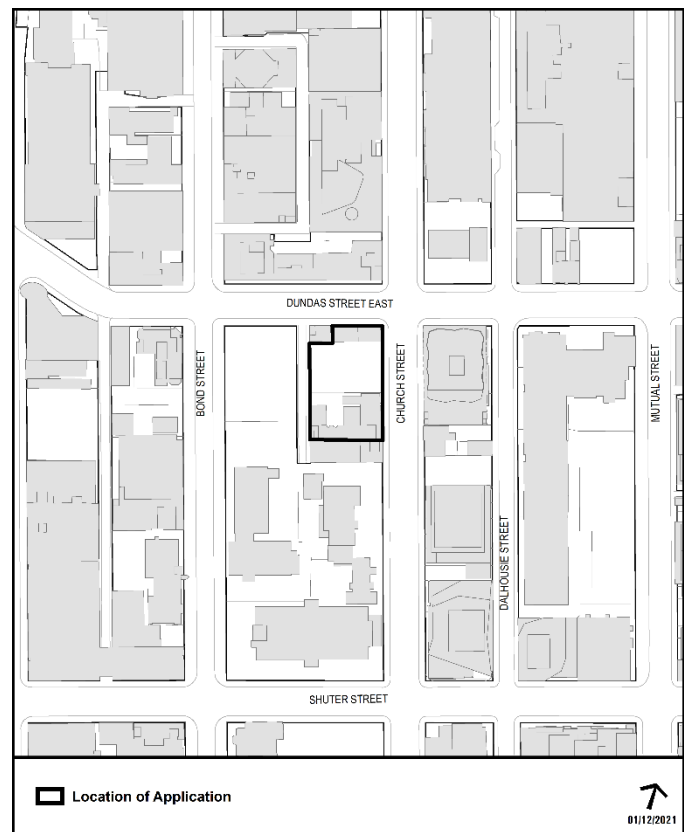 DUNDAS STREET EAST
BOND STREET
CHURCH STREET
MUTUAL STREET
DALHOUSIE STREET
SHUTER STREET
Location of Application
01/12/2021